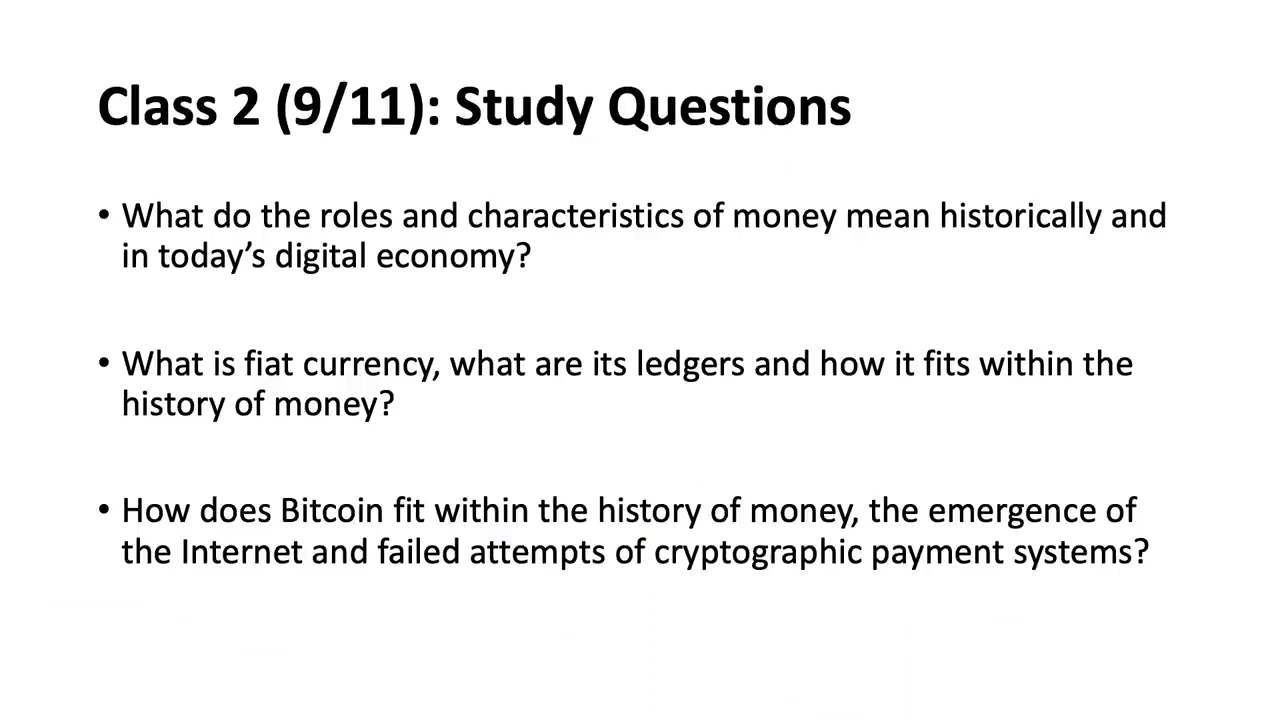 Class 2 (9/11): Study Questions
• What do the roles and characteristics of money mean historically and
in today’s digital economy?
• What is fiat currency, what are its ledgers and how it fits within the
history of money?
• How does Bitcoin fit within the history of money, the emergence of
the Internet and failed attempts of cryptographic payment systems?